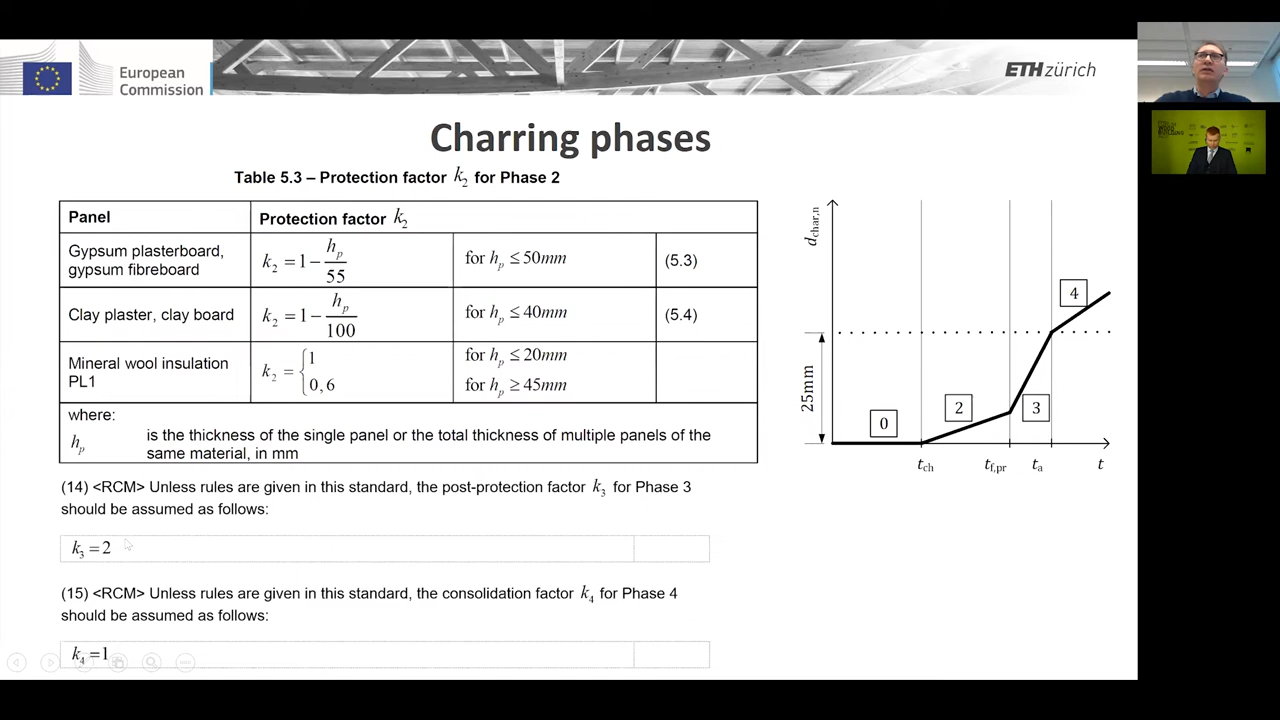 European
Commission
ETH zürich
Charring phases
Table 5.3 – Protection factor k₂ for Phase 2
Panel
Protection factor k₂
Gypsum plasterboard,
gypsum fibreboard
k₂ = 1 − hₚ/55
for hₚ ≤ 50mm
(5.3)
Clay plaster, clay board
k₂ = 1 − hₚ/100
for hₚ ≤ 40mm
(5.4)
Mineral wool insulation
PL1
k₂ = { 1
0,6
for hₚ ≤ 20mm
for hₚ ≥ 45mm
where:
hₚ is the thickness of the single panel or the total thickness of multiple panels of the
same material, in mm
(14) <RCM> Unless rules are given in this standard, the post-protection factor k₃ for Phase 3
should be assumed as follows:
k₃ = 2
(15) <RCM> Unless rules are given in this standard, the consolidation factor k₄ for Phase 4
should be assumed as follows:
k₄ = 1
d_char,n
25mm
0
2
3
4
t_ch
t_f,pr
t_a
t